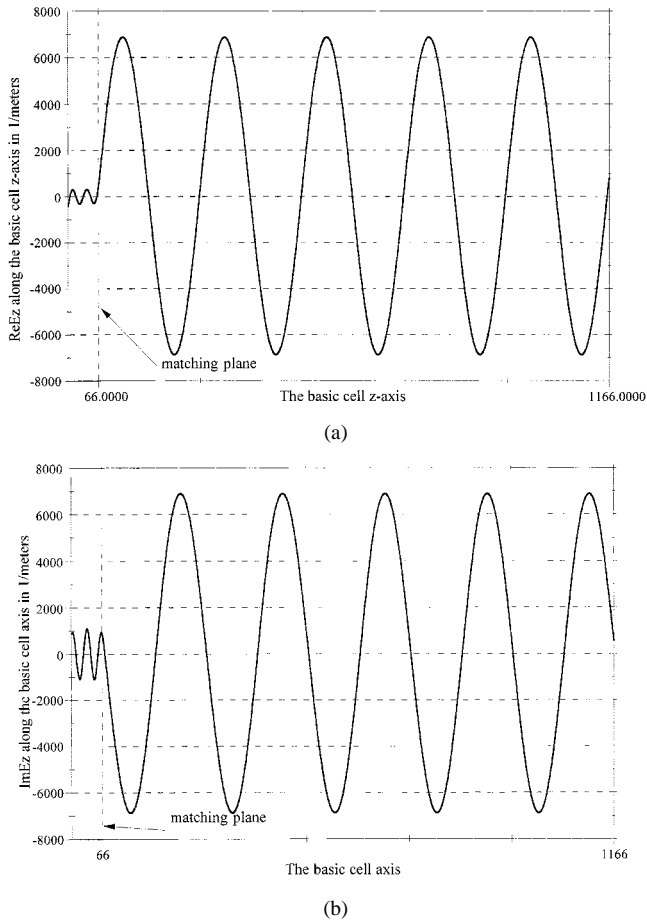 8000
6000
4000
2000
0
-2000
-4000
-6000
-8000
ReEz along the basic cell z-axis in 1/meters
matching plane
66.0000
The basic cell z-axis
1166.0000
(a)
8000
6000
4000
2000
0
-2000
-4000
-6000
-8000
ImEz along the basic cell axis in 1/meters
matching plane
66
The basic cell axis
1166
(b)